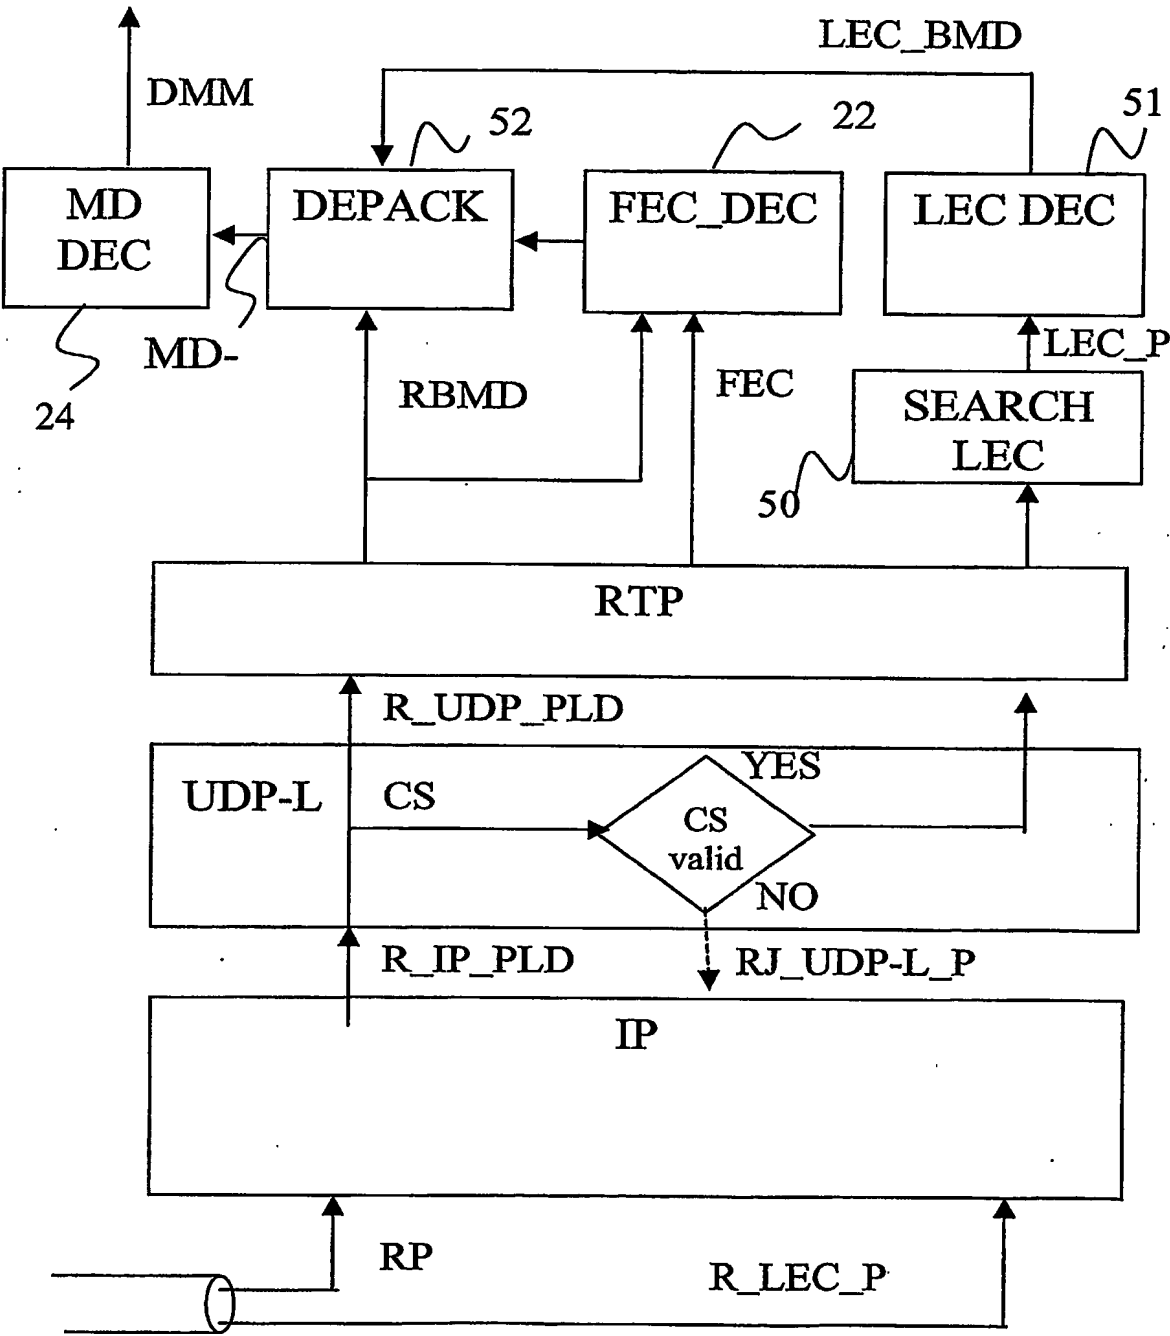 LEC_BMD
DMM
52
22
51
MD
DEC
DEPACK
FEC_DEC
LEC DEC
MD-
24
RBMD
FEC
LEC_P
SEARCH
LEC
50
RTP
R_UDP_PLD
UDP-L
CS
YES
CS
valid
NO
R_IP_PLD
RJ_UDP-L_P
IP
RP
R_LEC_P